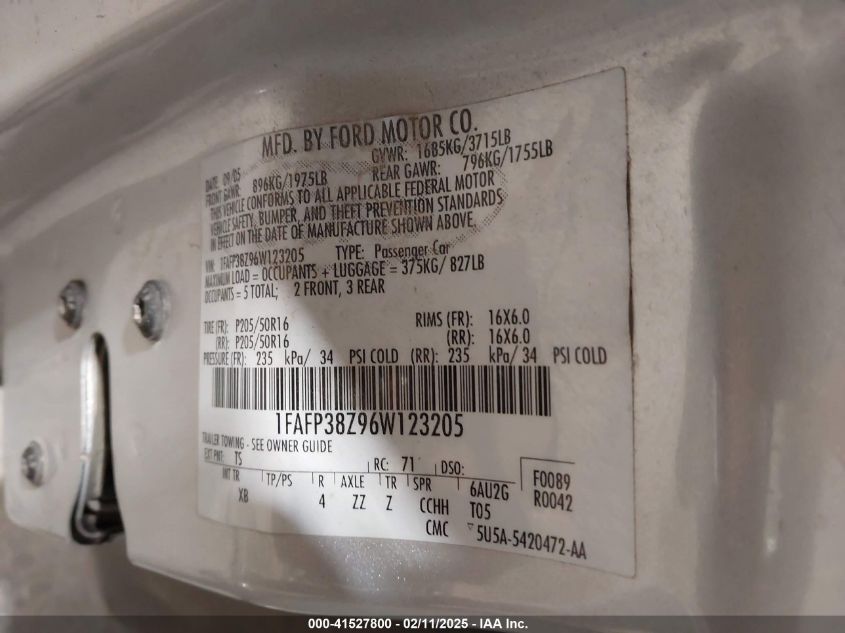 MFD. BY FORD MOTOR CO.
DATE 09/05 GVWR: 1685KG/3715LB
FRONT GAWR: 896KG/1975LB REAR GAWR: 796KG/1755LB
THIS VEHICLE CONFORMS TO ALL APPLICABLE FEDERAL MOTOR
VEHICLE SAFETY, BUMPER, AND THEFT PREVENTION STANDARDS
IN EFFECT ON THE DATE OF MANUFACTURE SHOWN ABOVE.
VIN: 1FAFP38Z96W123205 TYPE: Passenger Car
MAXIMUM LOAD = OCCUPANTS + LUGGAGE = 375KG/ 827LB
OCCUPANTS = 5 TOTAL; 2 FRONT, 3 REAR
TIRE (FR): P205/50R16 RIMS (FR): 16X6.0
(RR): P205/50R16 (RR): 16X6.0
PRESSURE (FR): 235 kPa/ 34 PSI COLD (RR): 235 kPa/ 34 PSI COLD
1FAFP38Z96W123205
TRAILER TOWING - SEE OWNER GUIDE
EXT PNT: TS RC: 71 DSO: F0089
INT TR TP/PS R AXLE TR SPR 6AU2G R0042
XB 4 ZZ Z CCHH T05
CMC 5U5A-5420472-AA
000-41527800 - 02/11/2025 - IAA Inc.